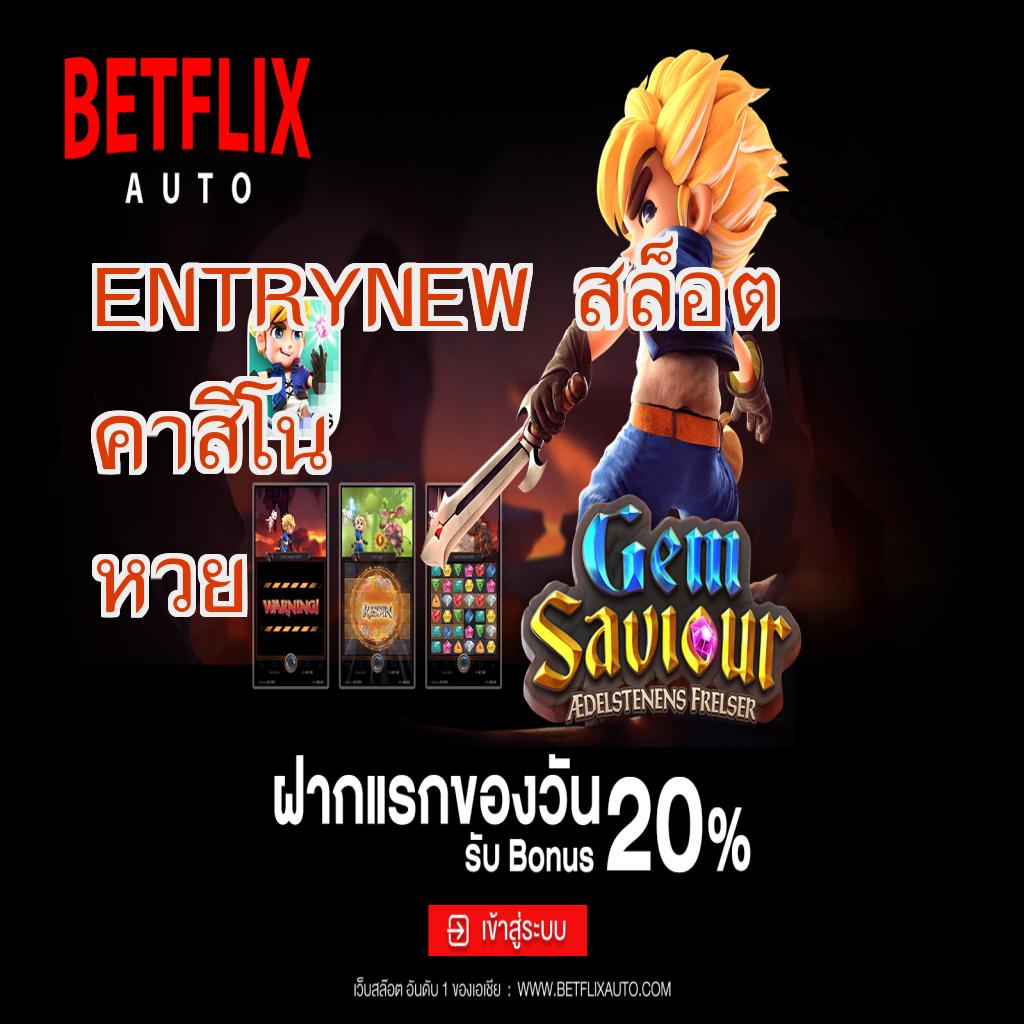 BETFLIX
AUTO
ENTRYNEW สล็อต
คาสิโน
หวย
WARNING!
Gem
Saviour
ÆDELSTENENS FRELSER
ฝากแรกของวัน
รับ Bonus 20%
เข้าสู่ระบบ
เว็บสล๊อต อันดับ 1 ของเอเชีย : WWW.BETFLIXAUTO.COM